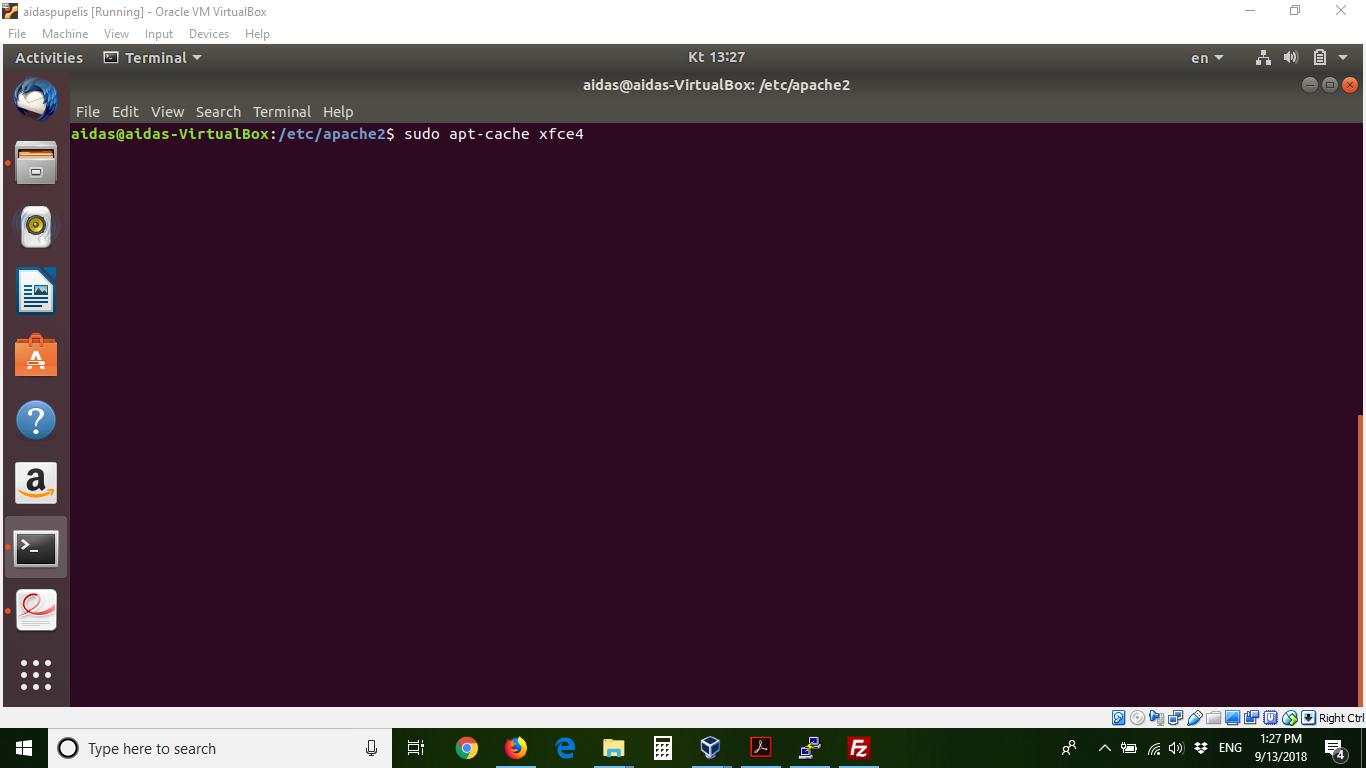 aidaspupelis [Running] - Oracle VM VirtualBox
File Machine View Input Devices Help
Activities Terminal Kt 13:27 en
aidas@aidas-VirtualBox: /etc/apache2
File Edit View Search Terminal Help
aidas@aidas-VirtualBox:/etc/apache2$ sudo apt-cache xfce4
Right Ctrl
Type here to search
ENG
1:27 PM
9/13/2018
4